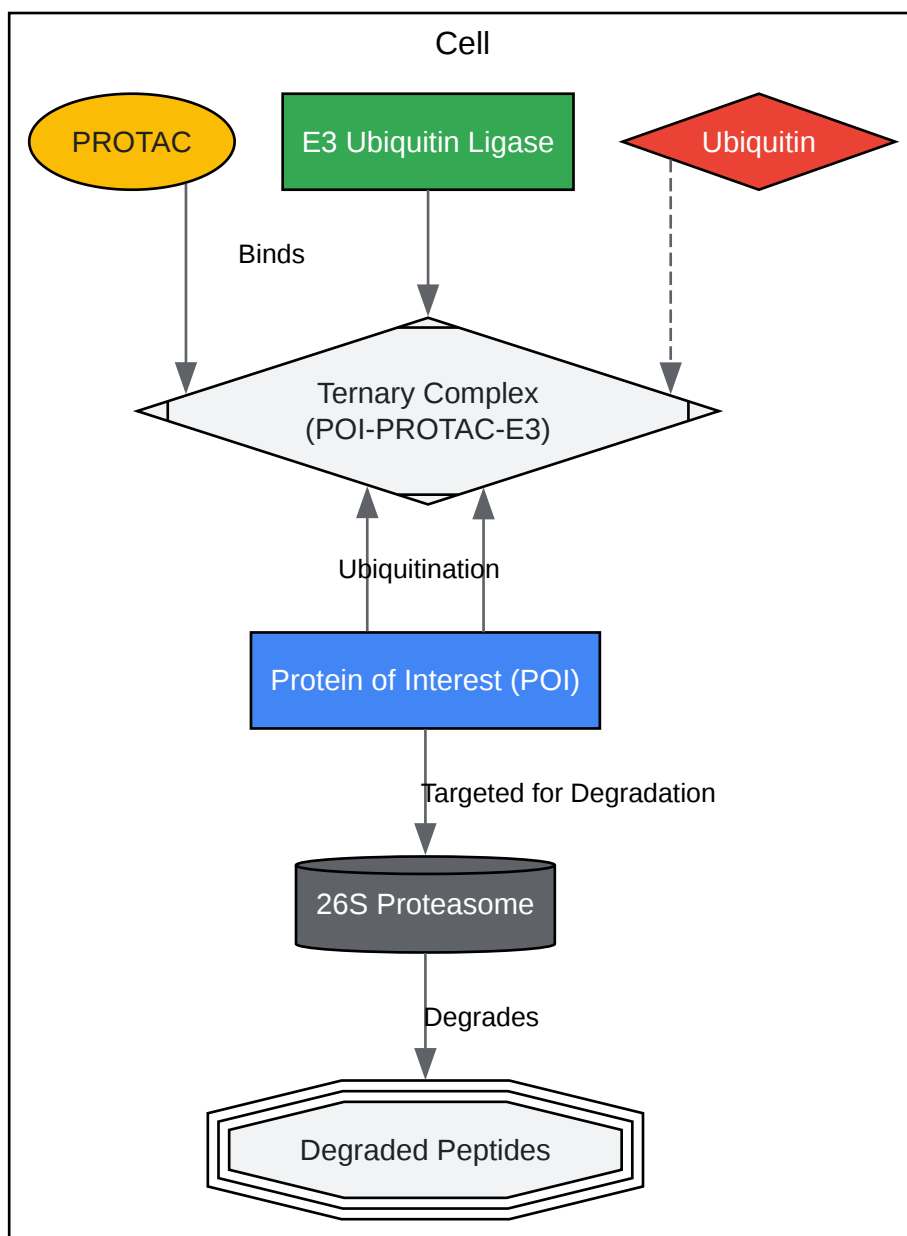 Cell
PROTAC
E3 Ubiquitin Ligase
Ubiquitin
Binds
Ternary Complex
(POI-PROTAC-E3)
Ubiquitination
Protein of Interest (POI)
Targeted for Degradation
26S Proteasome
Degrades
Degraded Peptides